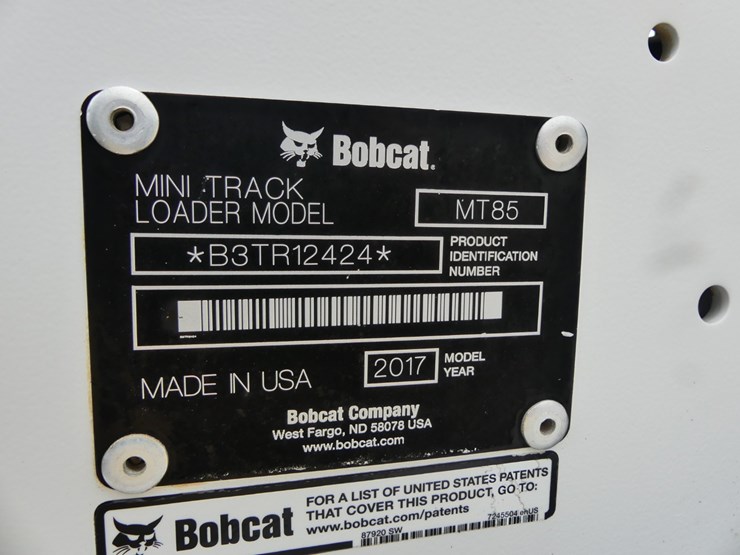 Bobcat.
MINI TRACK
LOADER MODEL
MT85
*B3TR12424*
PRODUCT
IDENTIFICATION
NUMBER
MADE IN USA
2017
MODEL
YEAR
Bobcat Company
West Fargo, ND 58078 USA
www.bobcat.com
Bobcat
FOR A LIST OF UNITED STATES PATENTS
THAT COVER THIS PRODUCT, GO TO:
www.bobcat.com/patents
7245504 enUS
87920 SW